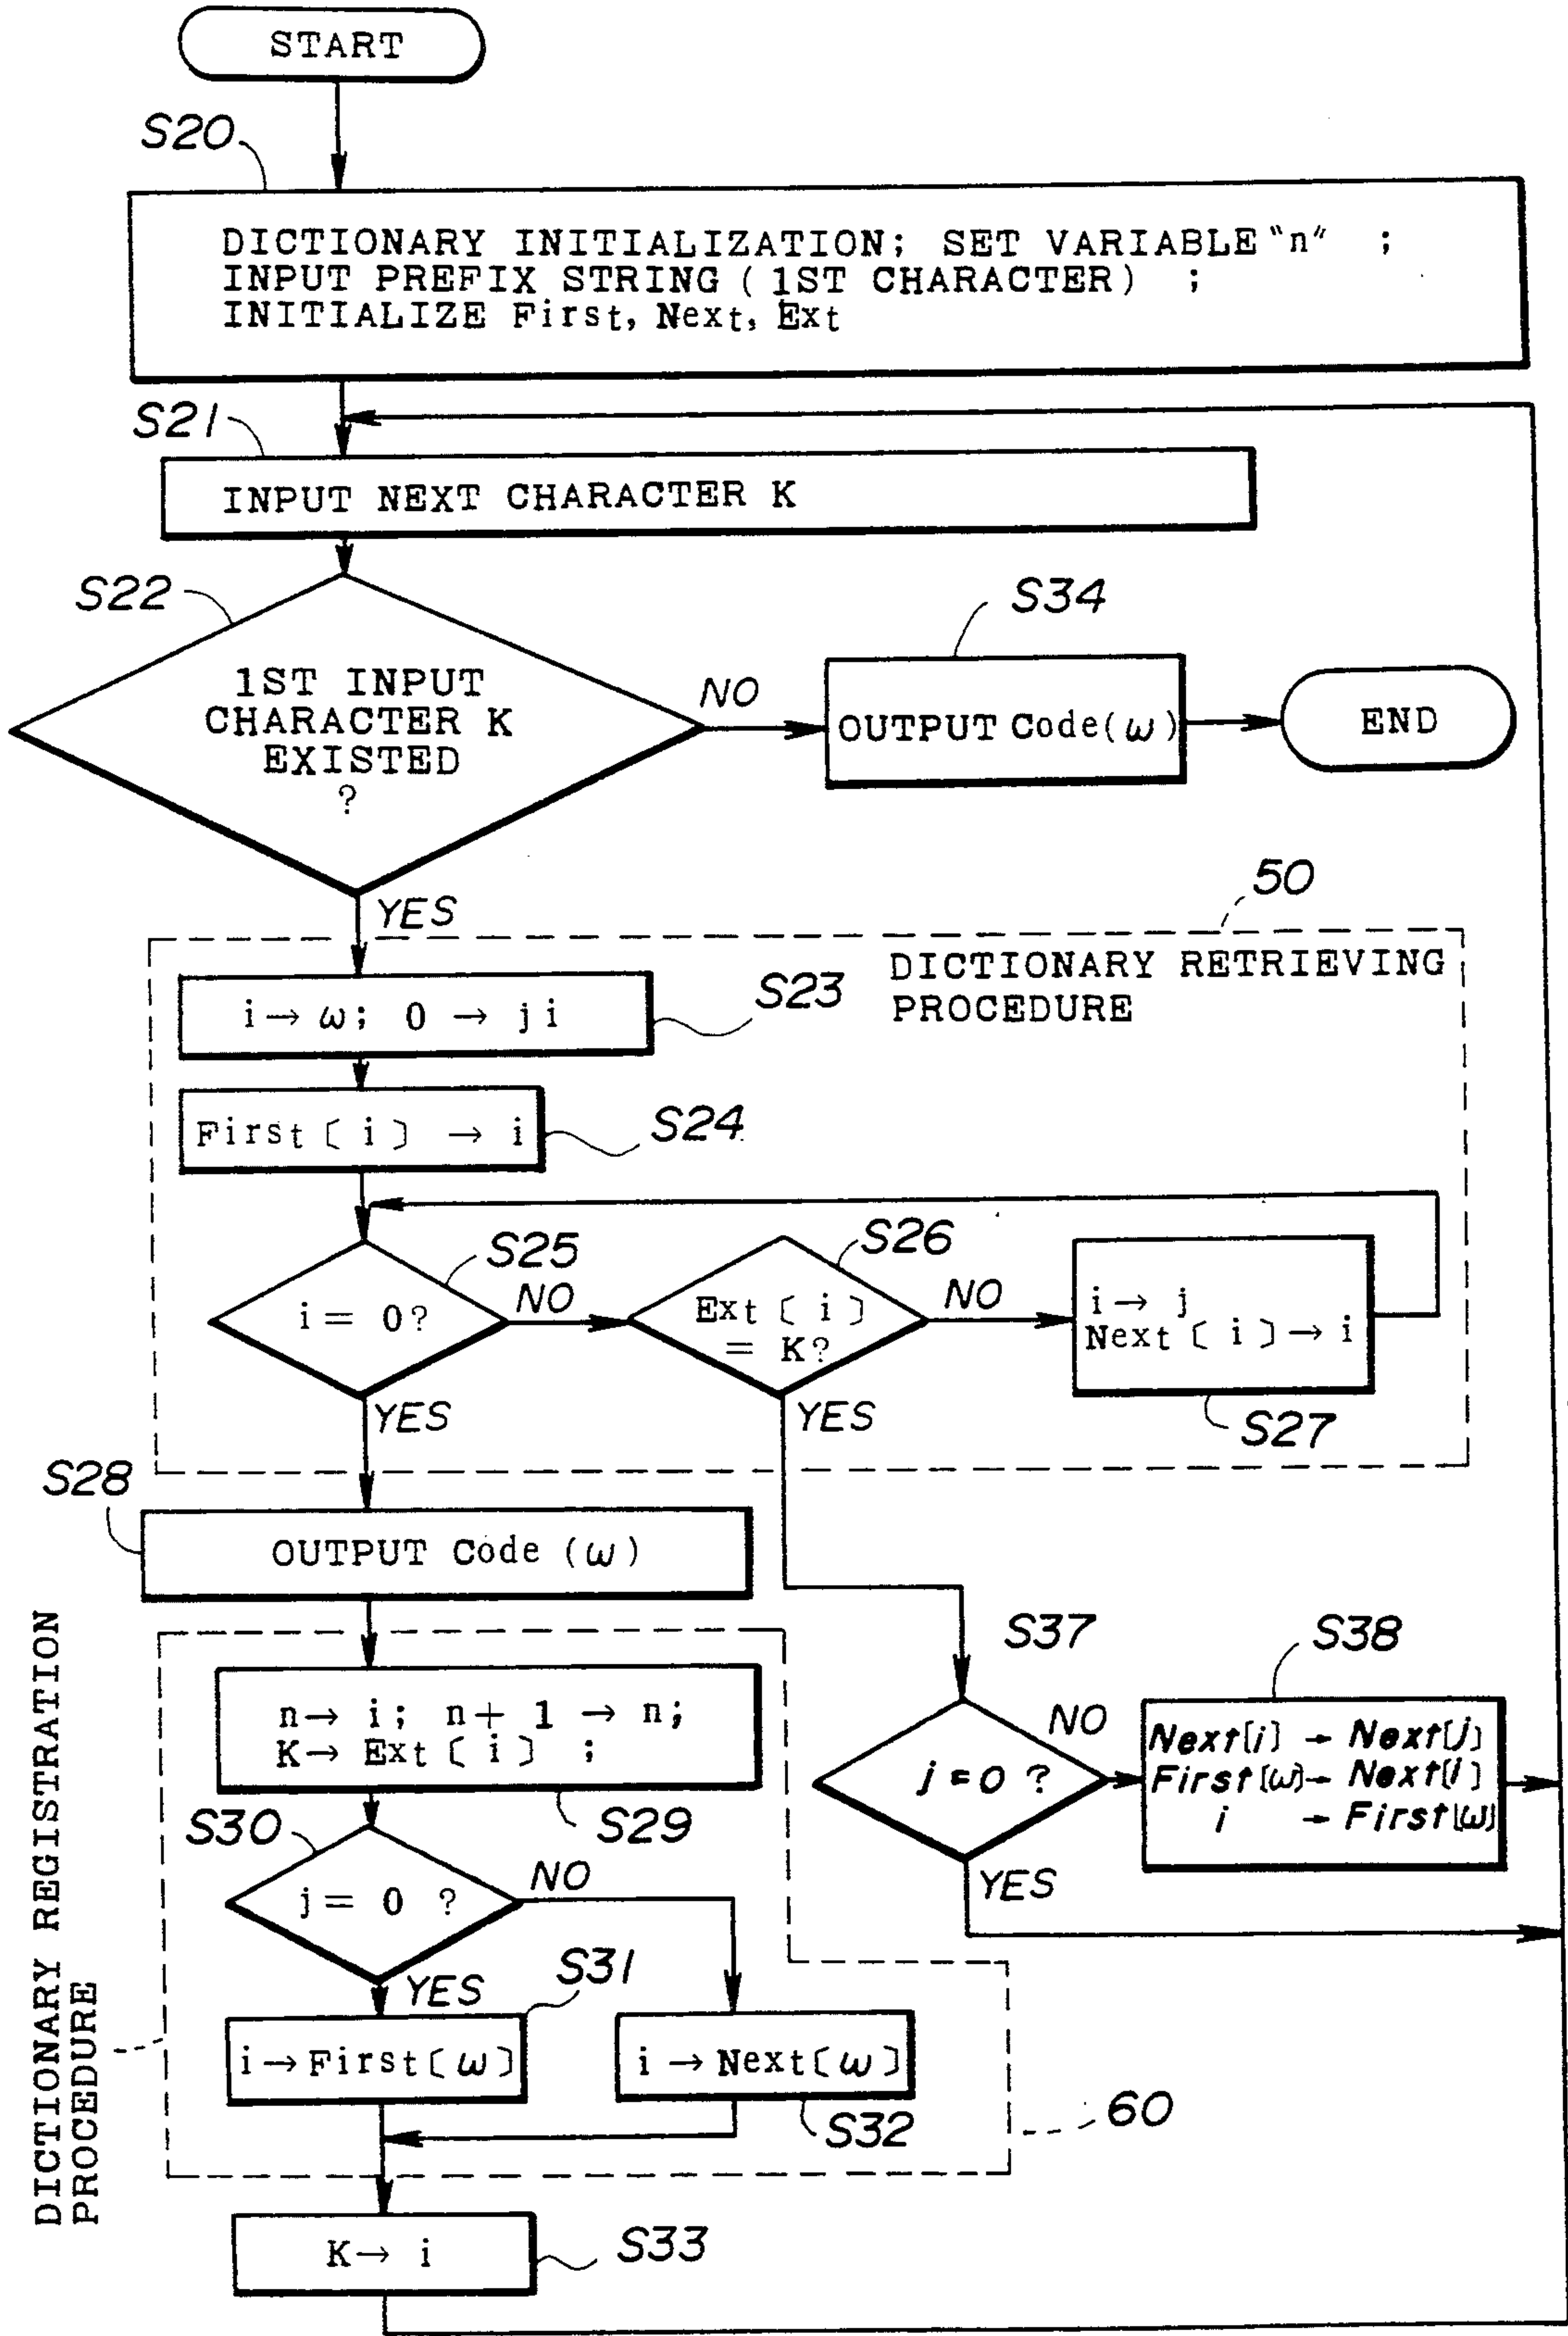 START
S20
DICTIONARY INITIALIZATION; SET VARIABLE "n" ;
INPUT PREFIX STRING (1ST CHARACTER) ;
INITIALIZE First, Next, Ext
S21
INPUT NEXT CHARACTER K
S22
1ST INPUT
CHARACTER K
EXISTED
?
NO
S34
OUTPUT Code(ω)
END
YES
50
DICTIONARY RETRIEVING
PROCEDURE
i → ω; 0 → j i
S23
First [ i ] → i
S24
S25
i = 0?
NO
S26
Ext [ i ]
= K?
NO
i → j
Next [ i ] → i
S27
YES
YES
S28
OUTPUT Code (ω)
DICTIONARY REGISTRATION
PROCEDURE
n → i; n + 1 → n;
K → Ext [ i ] ;
S29
S30
j = 0 ?
NO
YES
S31
i → First [ω]
i → Next [ω]
S32
60
K → i
S33
S37
j = 0 ?
NO
YES
S38
Next[i] → Next[j]
First[ω] → Next[i]
i → First[ω]